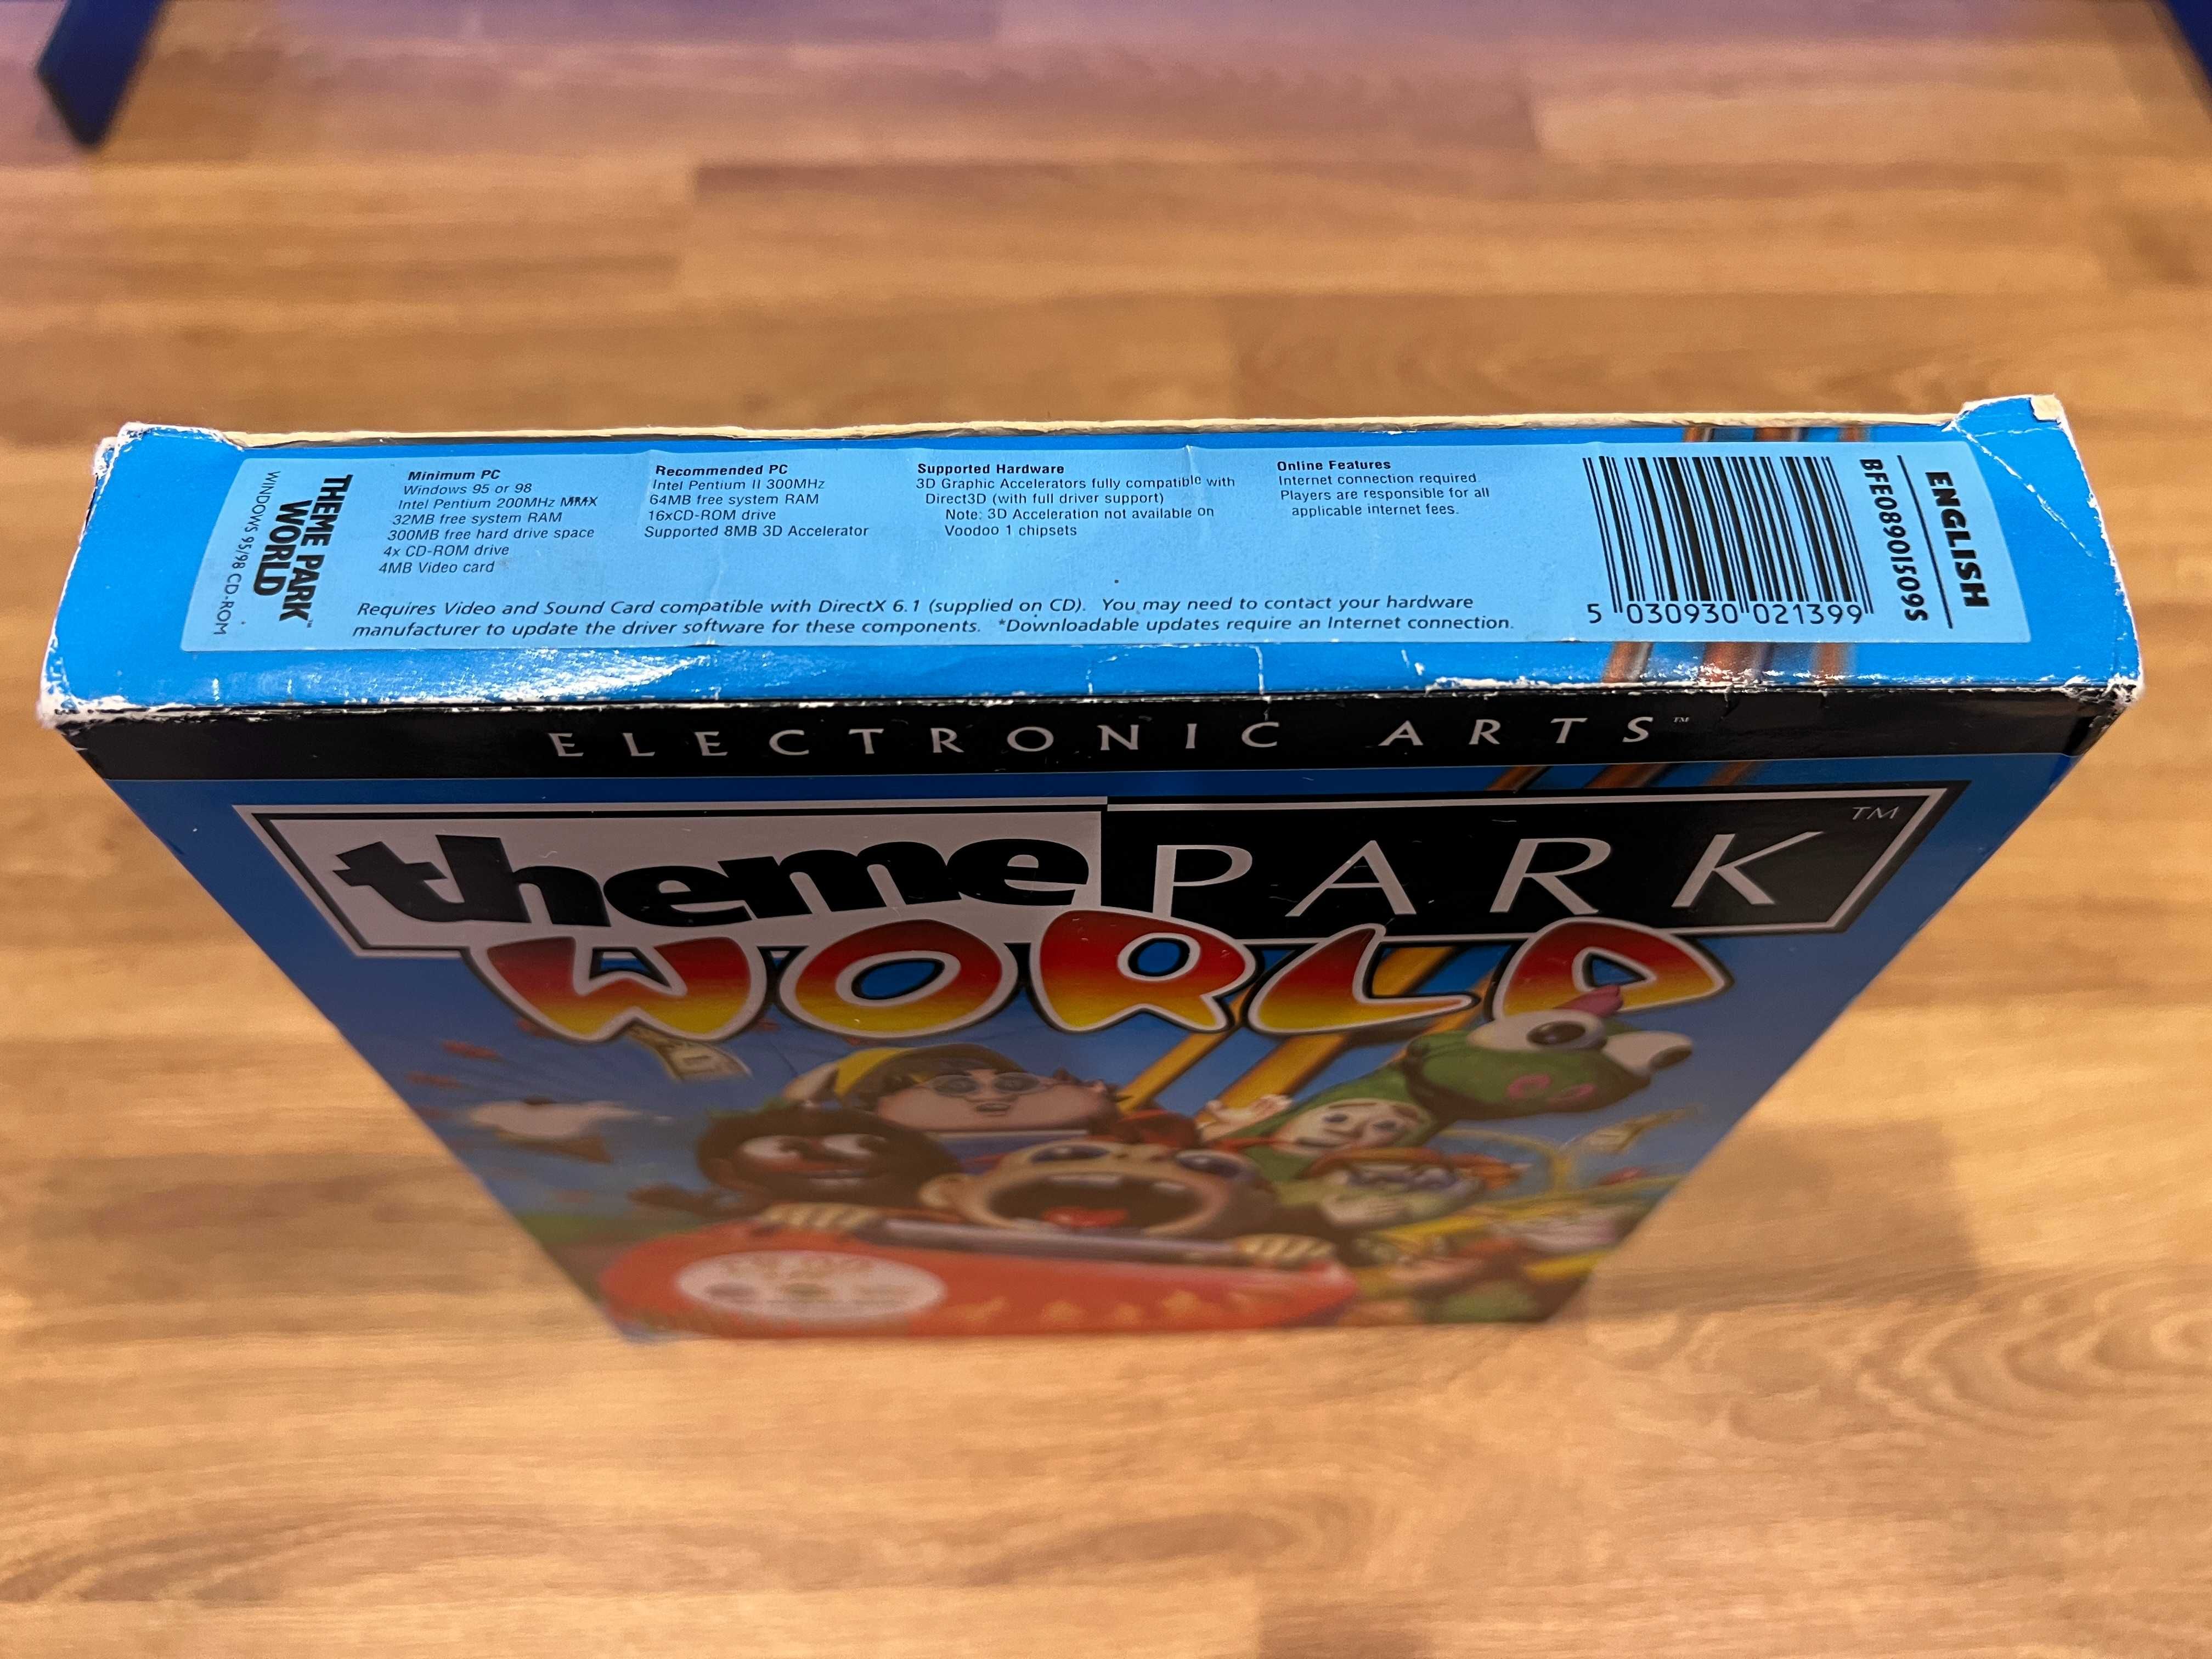 THEME PARK™
WORLD
WINDOWS 95/98 CD-ROM
Minimum PC
Windows 95 or 98
Intel Pentium 200MHz MMX
32MB free system RAM
300MB free hard drive space
4x CD-ROM drive
4MB Video card
Recommended PC
Intel Pentium II 300MHz
64MB free system RAM
16xCD-ROM drive
Supported 8MB 3D Accelerator
Supported Hardware
3D Graphic Accelerators fully compatible with
Direct3D (with full driver support)
Note: 3D Acceleration not available on
Voodoo 1 chipsets
Online Features
Internet connection required.
Players are responsible for all
applicable internet fees.
Requires Video and Sound Card compatible with DirectX 6.1 (supplied on CD). You may need to contact your hardware
manufacturer to update the driver software for these components. *Downloadable updates require an Internet connection.
5 030930 021399
ENGLISH
BFE08901509S
ELECTRONIC ARTS™
theme PARK™
WORLD